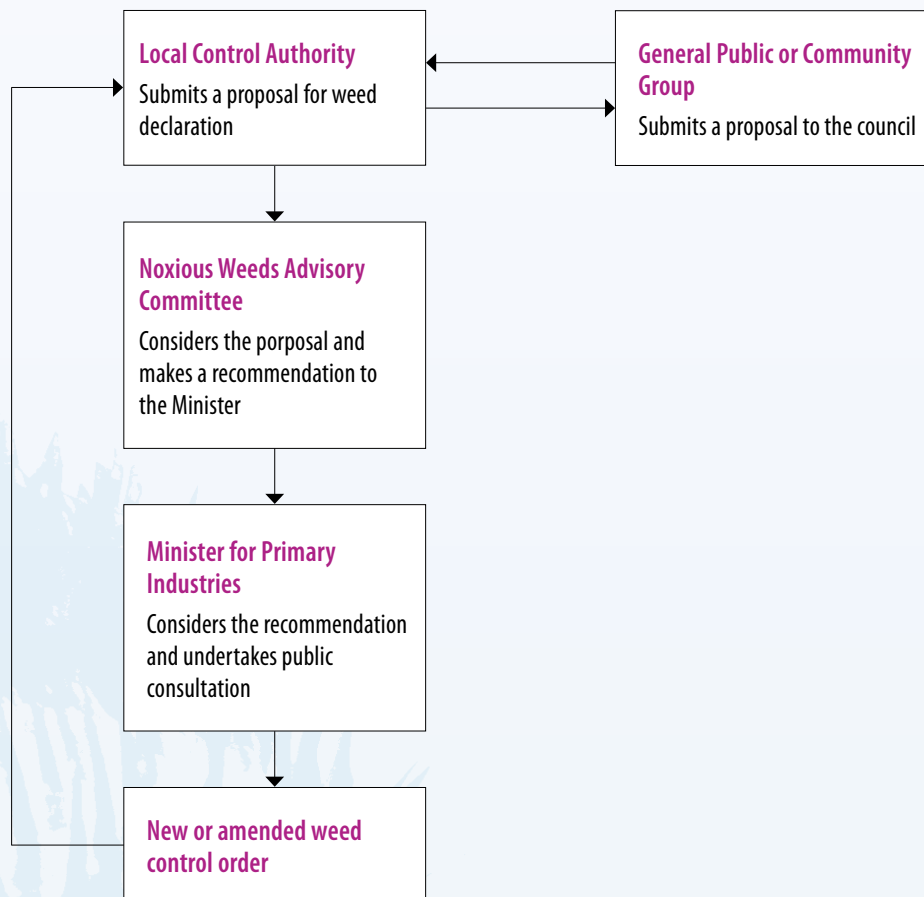 Local Control Authority
Submits a proposal for weed
declaration
General Public or Community
Group
Submits a proposal to the council
Noxious Weeds Advisory
Committee
Considers the porposal and
makes a recommendation to
the Minister
Minister for Primary
Industries
Considers the recommendation
and undertakes public
consultation
New or amended weed
control order